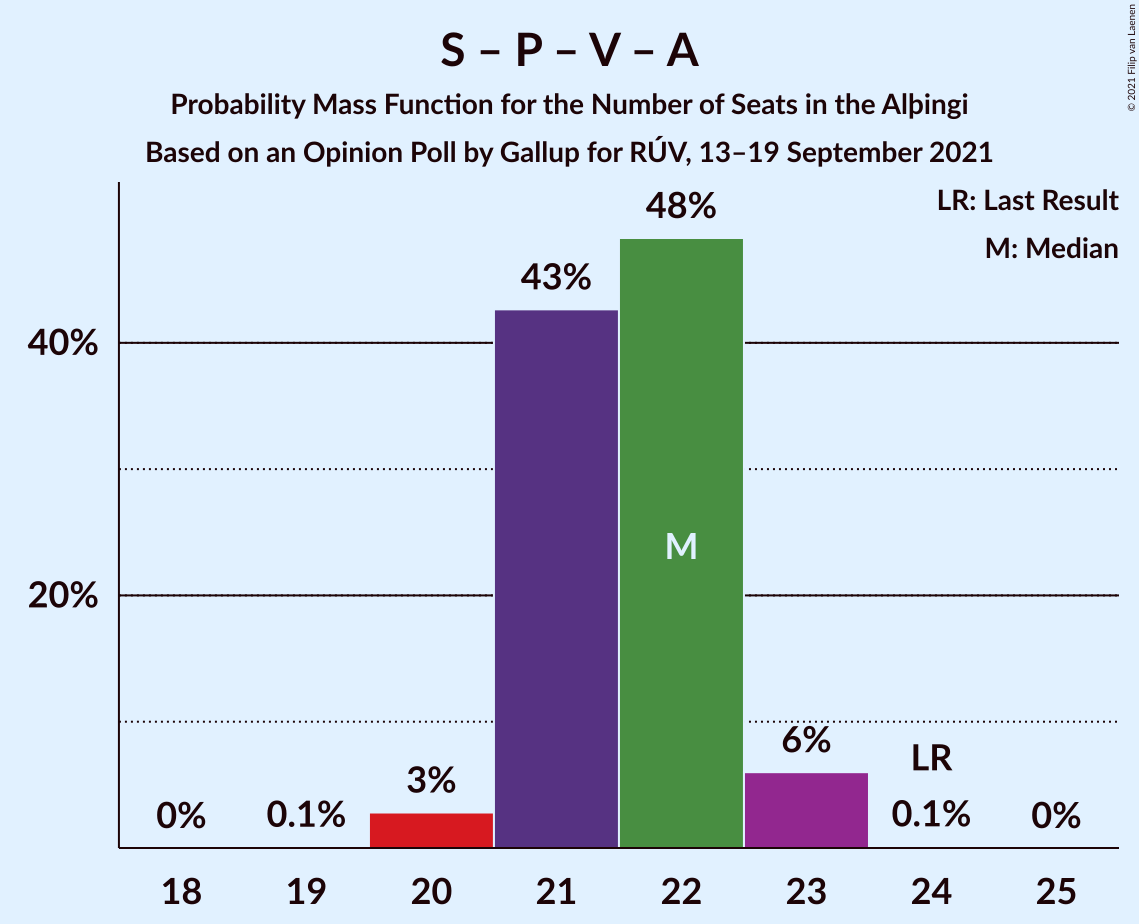 S – P – V – A
Probability Mass Function for the Number of Seats in the Alþingi
Based on an Opinion Poll by Gallup for RÚV, 13–19 September 2021
© 2021 Filip van Laenen
LR: Last Result
M: Median
48%
43%
40%
M
20%
6%
LR
3%
0%
0.1%
0.1%
0%
18 19 20 21 22 23 24 25